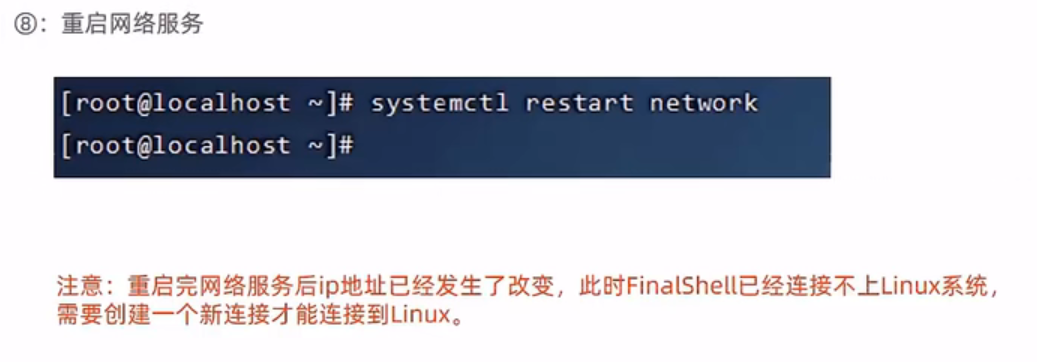 ⑧：重启网络服务
[root@localhost ~]# systemctl restart network
[root@localhost ~]#
注意：重启完网络服务后ip地址已经发生了改变，此时FinalShell已经连接不上Linux系统，
需要创建一个新连接才能连接到Linux。